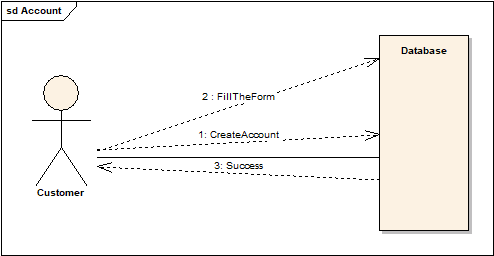 sd Account
Database
2 : FillTheForm
1: CreateAccount
3: Success
Customer